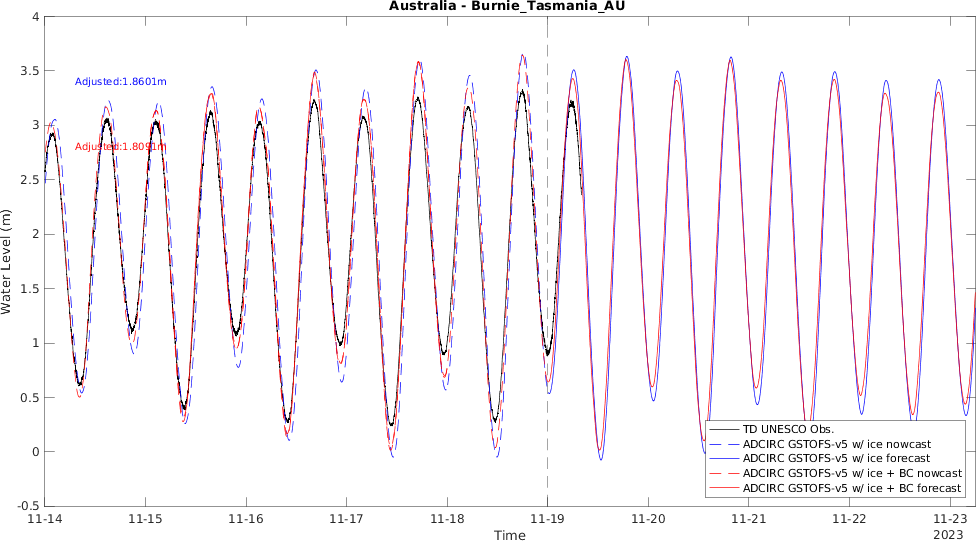 Australia - Burnie_Tasmania_AU
4
3.5
3
2.5
2
1.5
1
0.5
0
-0.5
Water Level (m)
Adjusted:1.8601m
Adjusted:1.8091m
TD UNESCO Obs.
ADCIRC GSTOFS-v5 w/ ice nowcast
ADCIRC GSTOFS-v5 w/ ice forecast
ADCIRC GSTOFS-v5 w/ ice + BC nowcast
ADCIRC GSTOFS-v5 w/ ice + BC forecast
11-14 11-15 11-16 11-17 11-18 11-19 11-20 11-21 11-22 11-23
Time 2023